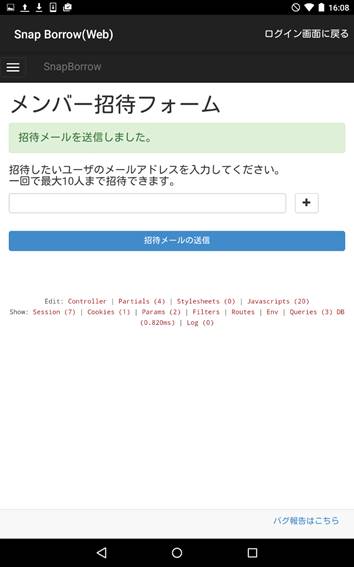 16:08
Snap Borrow(Web)
ログイン画面に戻る
SnapBorrow
メンバー招待フォーム
招待メールを送信しました。
招待したいユーザのメールアドレスを入力してください。
一回で最大10人まで招待できます。
+
招待メールの送信
Edit: Controller | Partials (4) | Stylesheets (0) | Javascripts (20)
Show: Session (7) | Cookies (1) | Params (2) | Filters | Routes | Env | Queries (3) DB
(0.820ms) | Log (0)
バグ報告はこちら